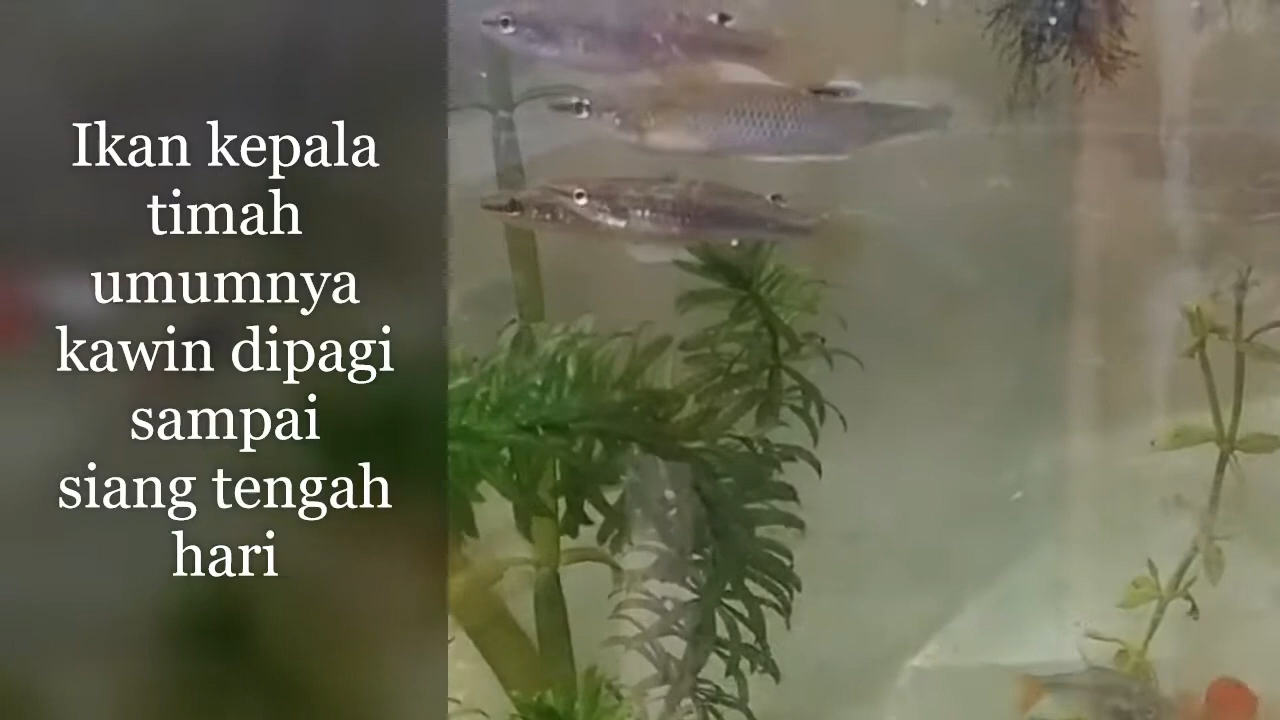 Ikan kepala
timah
umumnya
kawin dipagi
sampai
siang tengah
hari